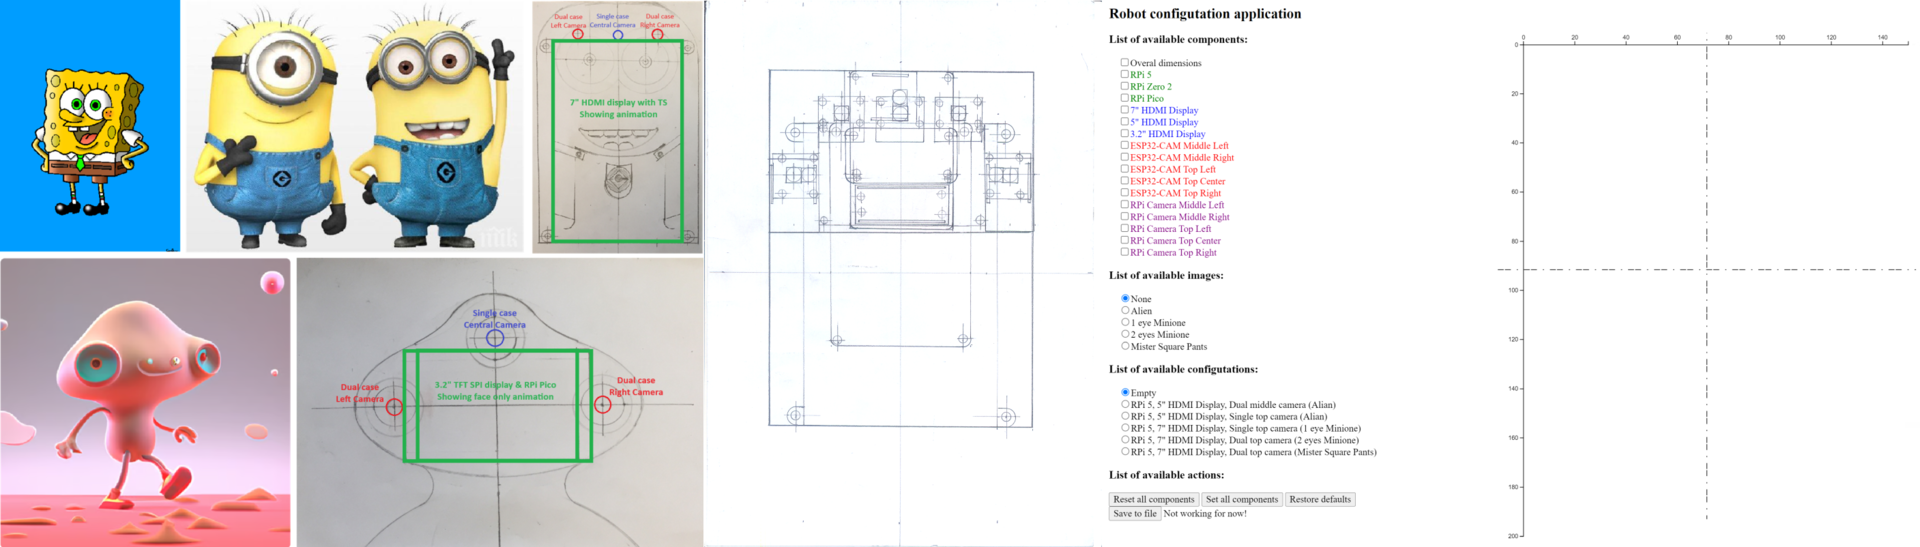 Dual case
Left Camera
Single case
Central Camera
Dual case
Right Camera
7" HDMI display with TS
Showing animation
Single case
Central Camera
Dual case
Left Camera
3.2" TFT SPI display & RPi Pico
Showing face only animation
Dual case
Right Camera
Robot configutation application
List of available components:
Overal dimensions
RPi 5
RPi Zero 2
RPi Pico
7" HDMI Display
5" HDMI Display
3.2" HDMI Display
ESP32-CAM Middle Left
ESP32-CAM Middle Right
ESP32-CAM Top Left
ESP32-CAM Top Center
ESP32-CAM Top Right
RPi Camera Middle Left
RPi Camera Middle Right
RPi Camera Top Left
RPi Camera Top Center
RPi Camera Top Right
List of available images:
None
Alien
1 eye Minione
2 eyes Minione
Mister Square Pants
List of available configutations:
Empty
RPi 5, 5" HDMI Display, Dual middle camera (Alian)
RPi 5, 5" HDMI Display, Single top camera (Alian)
RPi 5, 7" HDMI Display, Single top camera (1 eye Minione)
RPi 5, 7" HDMI Display, Dual top camera (2 eyes Minione)
RPi 5, 7" HDMI Display, Dual top camera (Mister Square Pants)
List of available actions:
Reset all components Set all components Restore defaults
Save to file Not working for now!
0 20 40 60 80 100 120 140
0
20
40
60
80
100
120
140
160
180
200